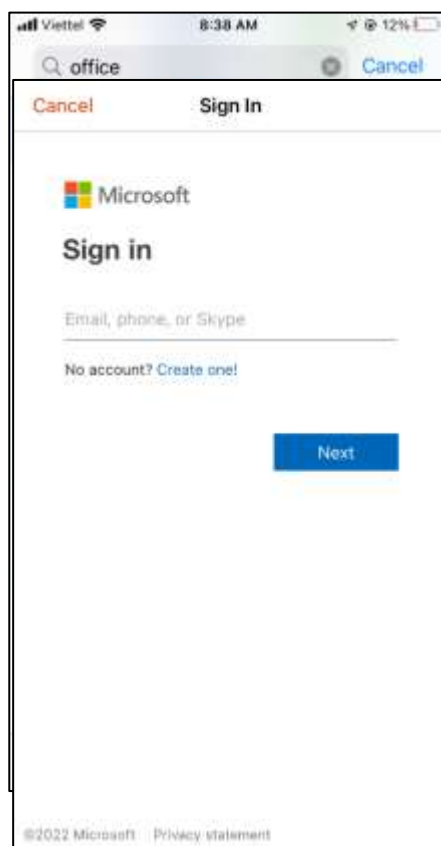 Viettel 8:38 AM 12%
office Cancel
Cancel Sign In
Microsoft
Sign in
Email, phone, or Skype
No account? Create one!
Next
©2022 Microsoft Privacy statement